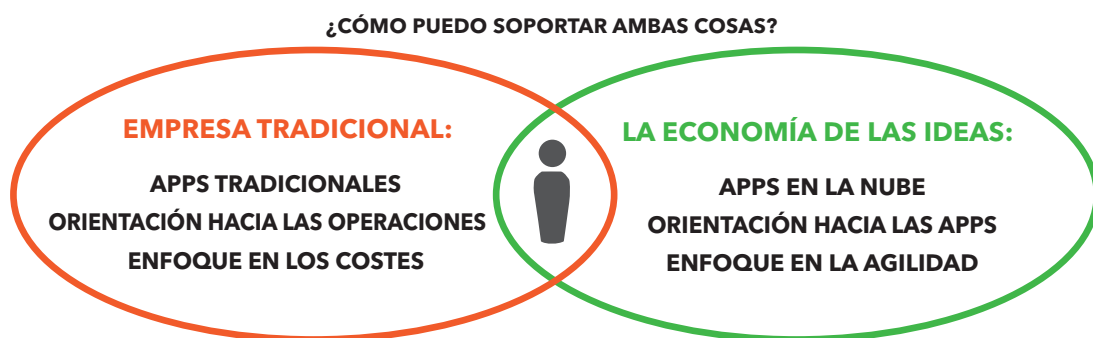 ¿CÓMO PUEDO SOPORTAR AMBAS COSAS?
EMPRESA TRADICIONAL:
APPS TRADICIONALES
ORIENTACIÓN HACIA LAS OPERACIONES
ENFOQUE EN LOS COSTES
LA ECONOMÍA DE LAS IDEAS:
APPS EN LA NUBE
ORIENTACIÓN HACIA LAS APPS
ENFOQUE EN LA AGILIDAD